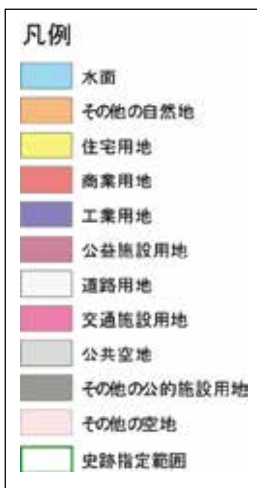 凡例
水面
その他の自然地
住宅用地
商業用地
工業用地
公益施設用地
道路用地
交通施設用地
公共空地
その他の公的施設用地
その他の空地
史跡指定範囲